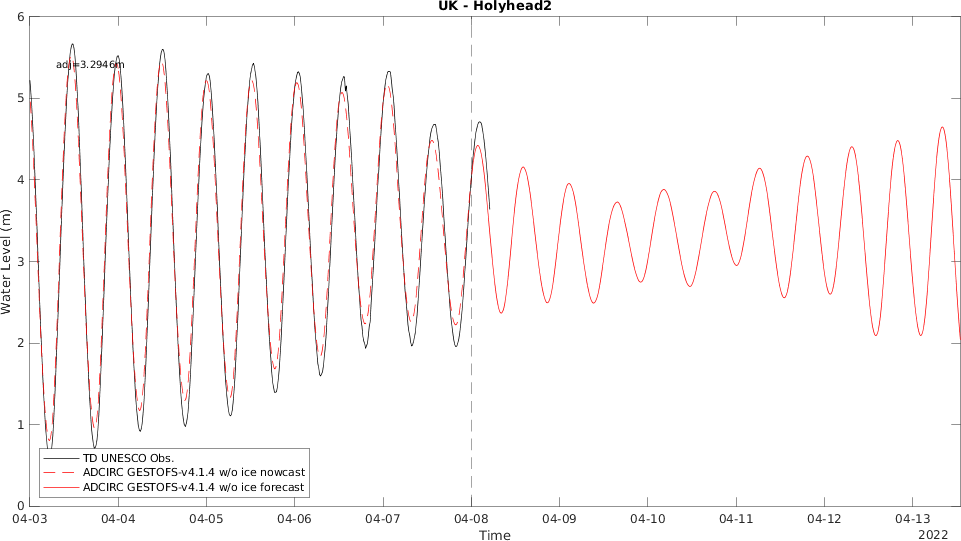 UK - Holyhead2
6
adj=3.2946m
5
4
3
2
1
0
Water Level (m)
TD UNESCO Obs.
ADCIRC GESTOFS-v4.1.4 w/o ice nowcast
ADCIRC GESTOFS-v4.1.4 w/o ice forecast
04-03 04-04 04-05 04-06 04-07 04-08 04-09 04-10 04-11 04-12 04-13
Time
2022